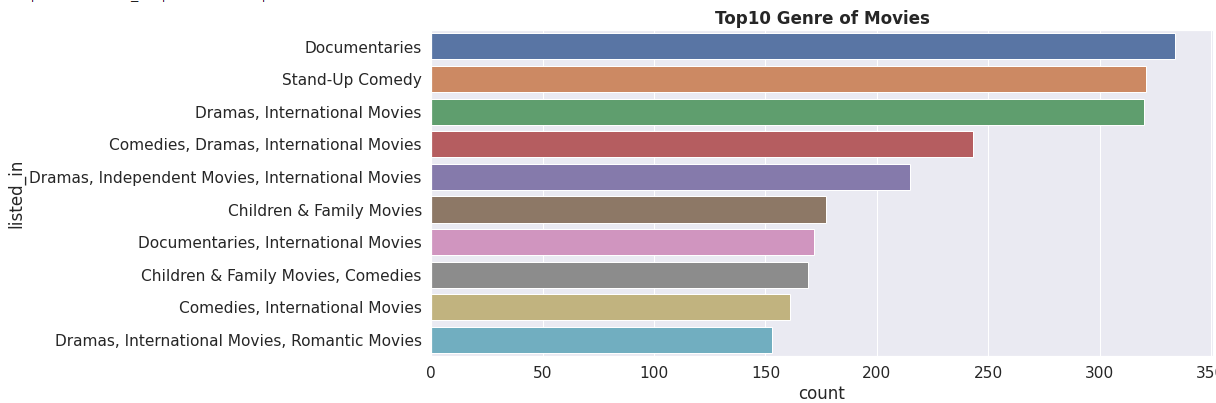 Top10 Genre of Movies
Documentaries
Stand-Up Comedy
Dramas, International Movies
Comedies, Dramas, International Movies
Dramas, Independent Movies, International Movies
Children & Family Movies
Documentaries, International Movies
Children & Family Movies, Comedies
Comedies, International Movies
Dramas, International Movies, Romantic Movies
listed_in
0 50 100 150 200 250 300
count